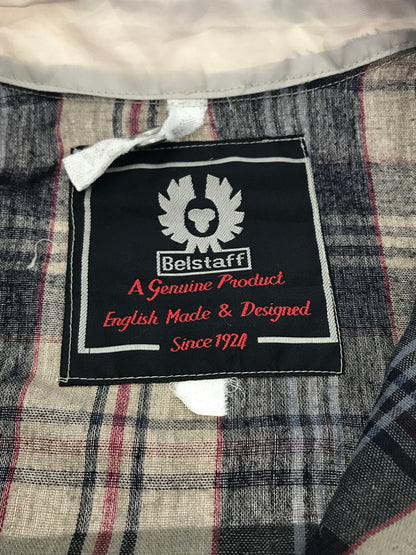 Belstaff
A Genuine Product
English Made & Designed
Since 1924